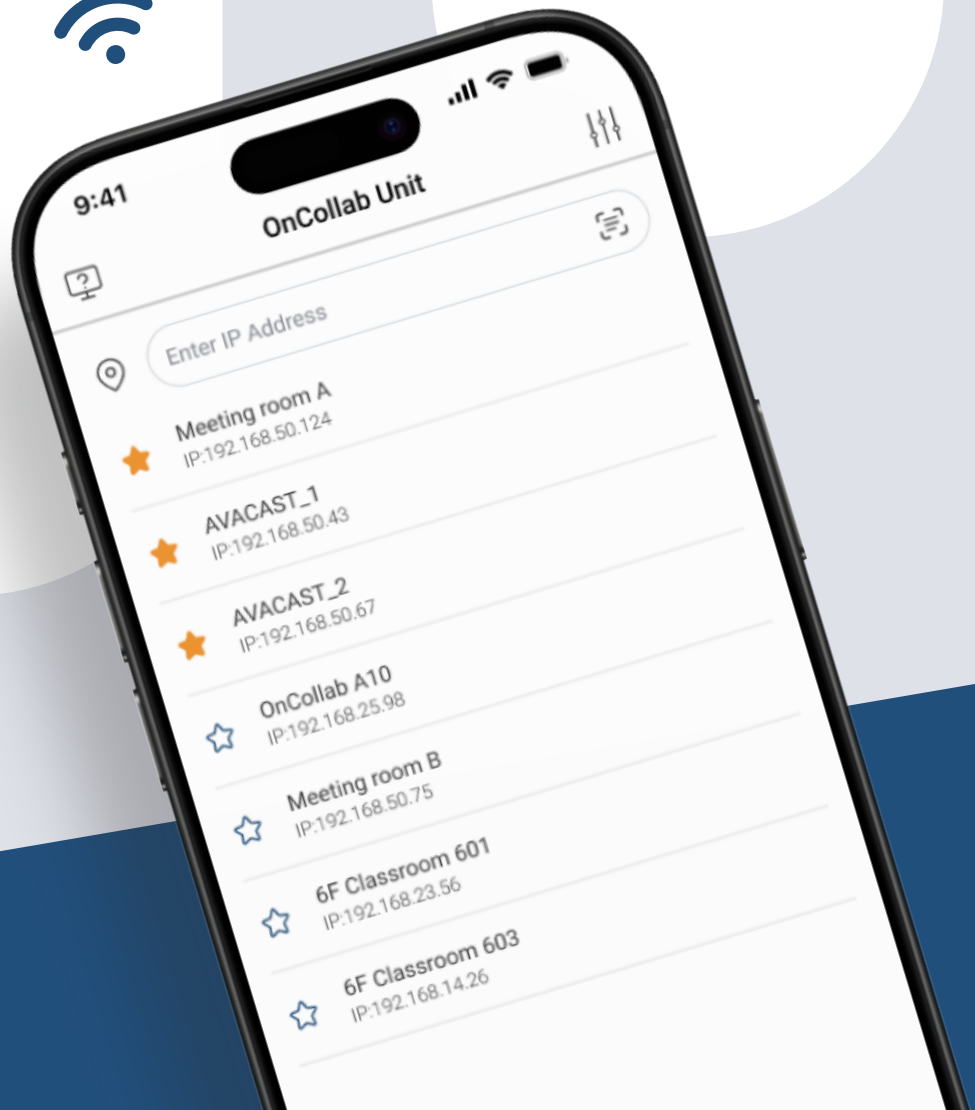 9:41
OnCollab Unit
Enter IP Address
Meeting room A
IP:192.168.50.124
AVACAST_1
IP:192.168.50.43
AVACAST_2
IP:192.168.50.67
OnCollab A10
IP:192.168.25.98
Meeting room B
IP:192.168.50.75
6F Classroom 601
IP:192.168.23.56
6F Classroom 603
IP:192.168.14.26